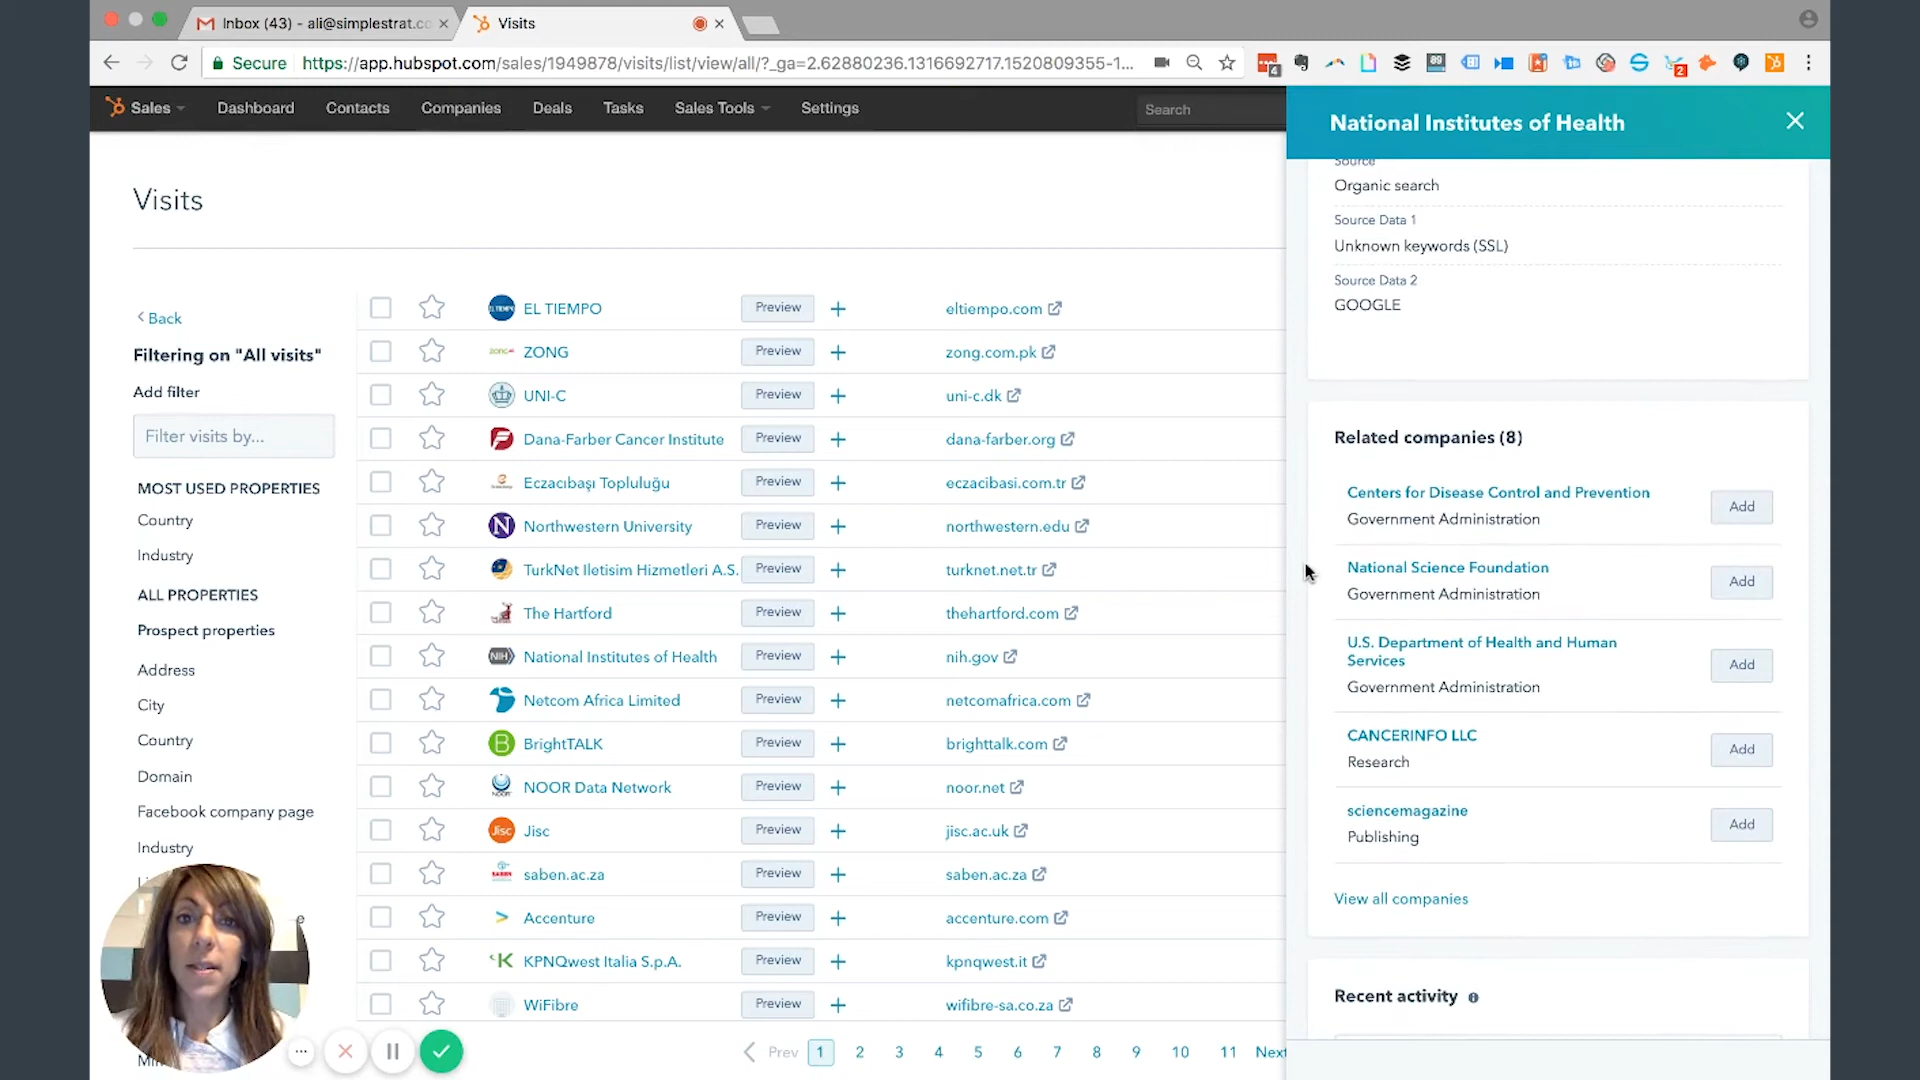 Inbox (43) - ali@simplestrat.co
Visits
Secure https://app.hubspot.com/sales/1949878/visits/list/view/all/?_ga=2.62880236.1316692717.1520809355-1...
Sales Dashboard Contacts Companies Deals Tasks Sales Tools Settings Search
Visits
Back
Filtering on "All visits"
Add filter
Filter visits by...
MOST USED PROPERTIES
Country
Industry
ALL PROPERTIES
Prospect properties
Address
City
Country
Domain
Facebook company page
Industry
EL TIEMPO Preview + eltiempo.com
ZONG Preview + zong.com.pk
UNI-C Preview + uni-c.dk
Dana-Farber Cancer Institute Preview + dana-farber.org
Eczacıbaşı Topluluğu Preview + eczacibasi.com.tr
Northwestern University Preview + northwestern.edu
TurkNet Iletisim Hizmetleri A.S. Preview + turknet.net.tr
The Hartford Preview + thehartford.com
NIH National Institutes of Health Preview + nih.gov
Netcom Africa Limited Preview + netcomafrica.com
BrightTALK Preview + brighttalk.com
NOOR Data Network Preview + noor.net
Jisc Jisc Preview + jisc.ac.uk
saben.ac.za Preview + saben.ac.za
Accenture Preview + accenture.com
KPNQwest Italia S.p.A. Preview + kpnqwest.it
WiFibre Preview + wifibre-sa.co.za
Prev 1 2 3 4 5 6 7 8 9 10 11 Next
National Institutes of Health
Source
Organic search
Source Data 1
Unknown keywords (SSL)
Source Data 2
GOOGLE
Related companies (8)
Centers for Disease Control and Prevention
Government Administration
Add
National Science Foundation
Government Administration
Add
U.S. Department of Health and Human
Services
Government Administration
Add
CANCERINFO LLC
Research
Add
sciencemagazine
Publishing
Add
View all companies
Recent activity